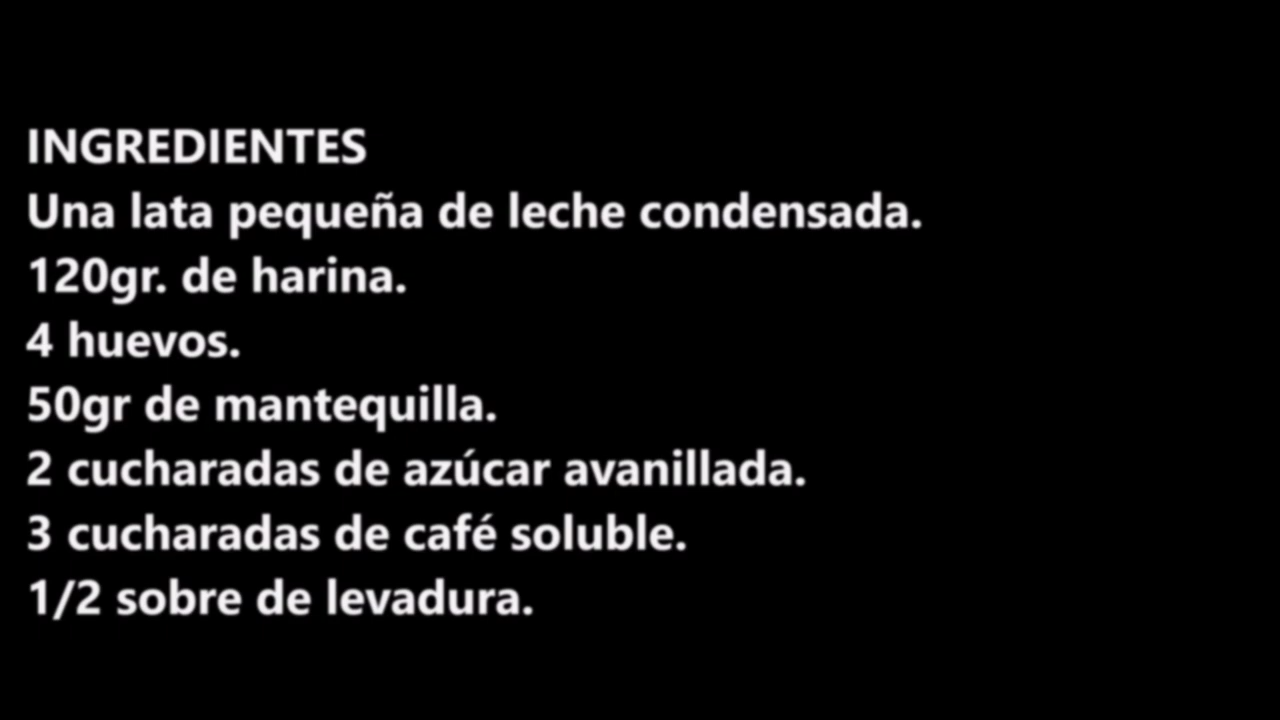 INGREDIENTES
Una lata pequeña de leche condensada.
120gr. de harina.
4 huevos.
50gr de mantequilla.
2 cucharadas de azúcar avanillada.
3 cucharadas de café soluble.
1/2 sobre de levadura.